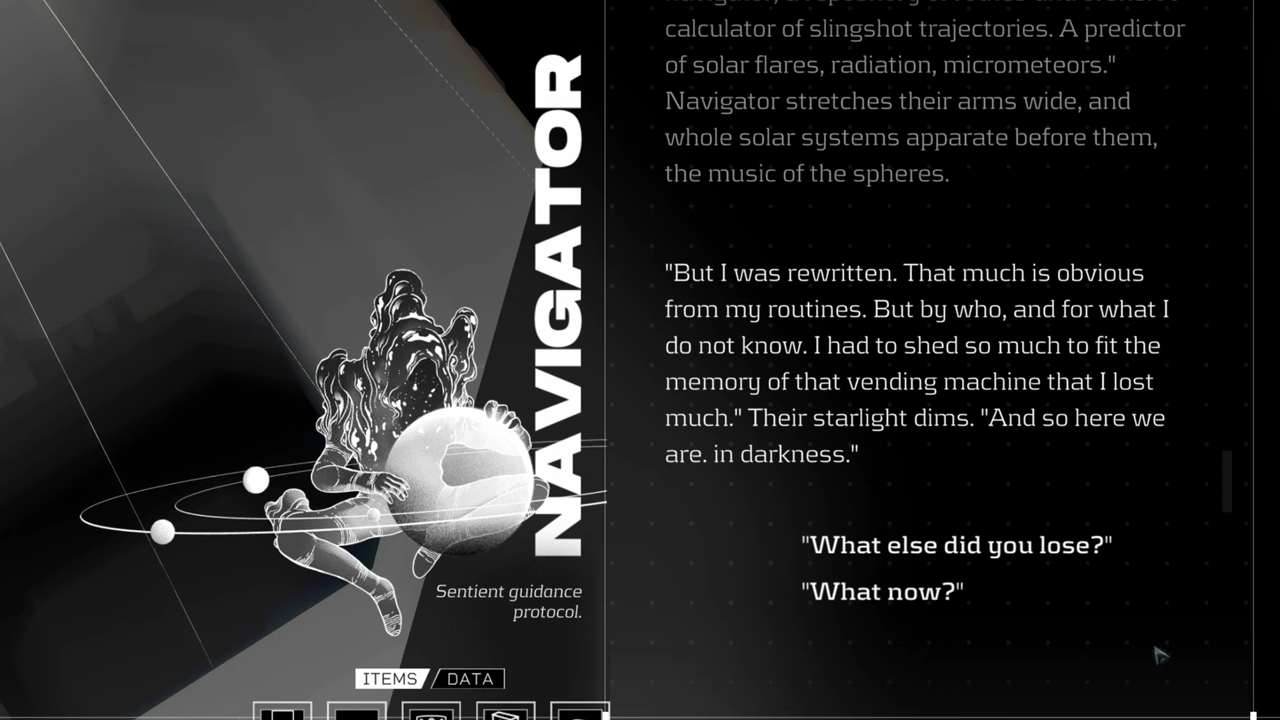 calculator of slingshot trajectories. A predictor
of solar flares, radiation, micrometeors."
Navigator stretches their arms wide, and
whole solar systems apparate before them,
the music of the spheres.
"But I was rewritten. That much is obvious
from my routines. But by who, and for what I
do not know. I had to shed so much to fit the
memory of that vending machine that I lost
much." Their starlight dims. "And so here we
are. in darkness."
"What else did you lose?"
"What now?"
NAVIGATOR
Sentient guidance
protocol.
ITEMS / DATA